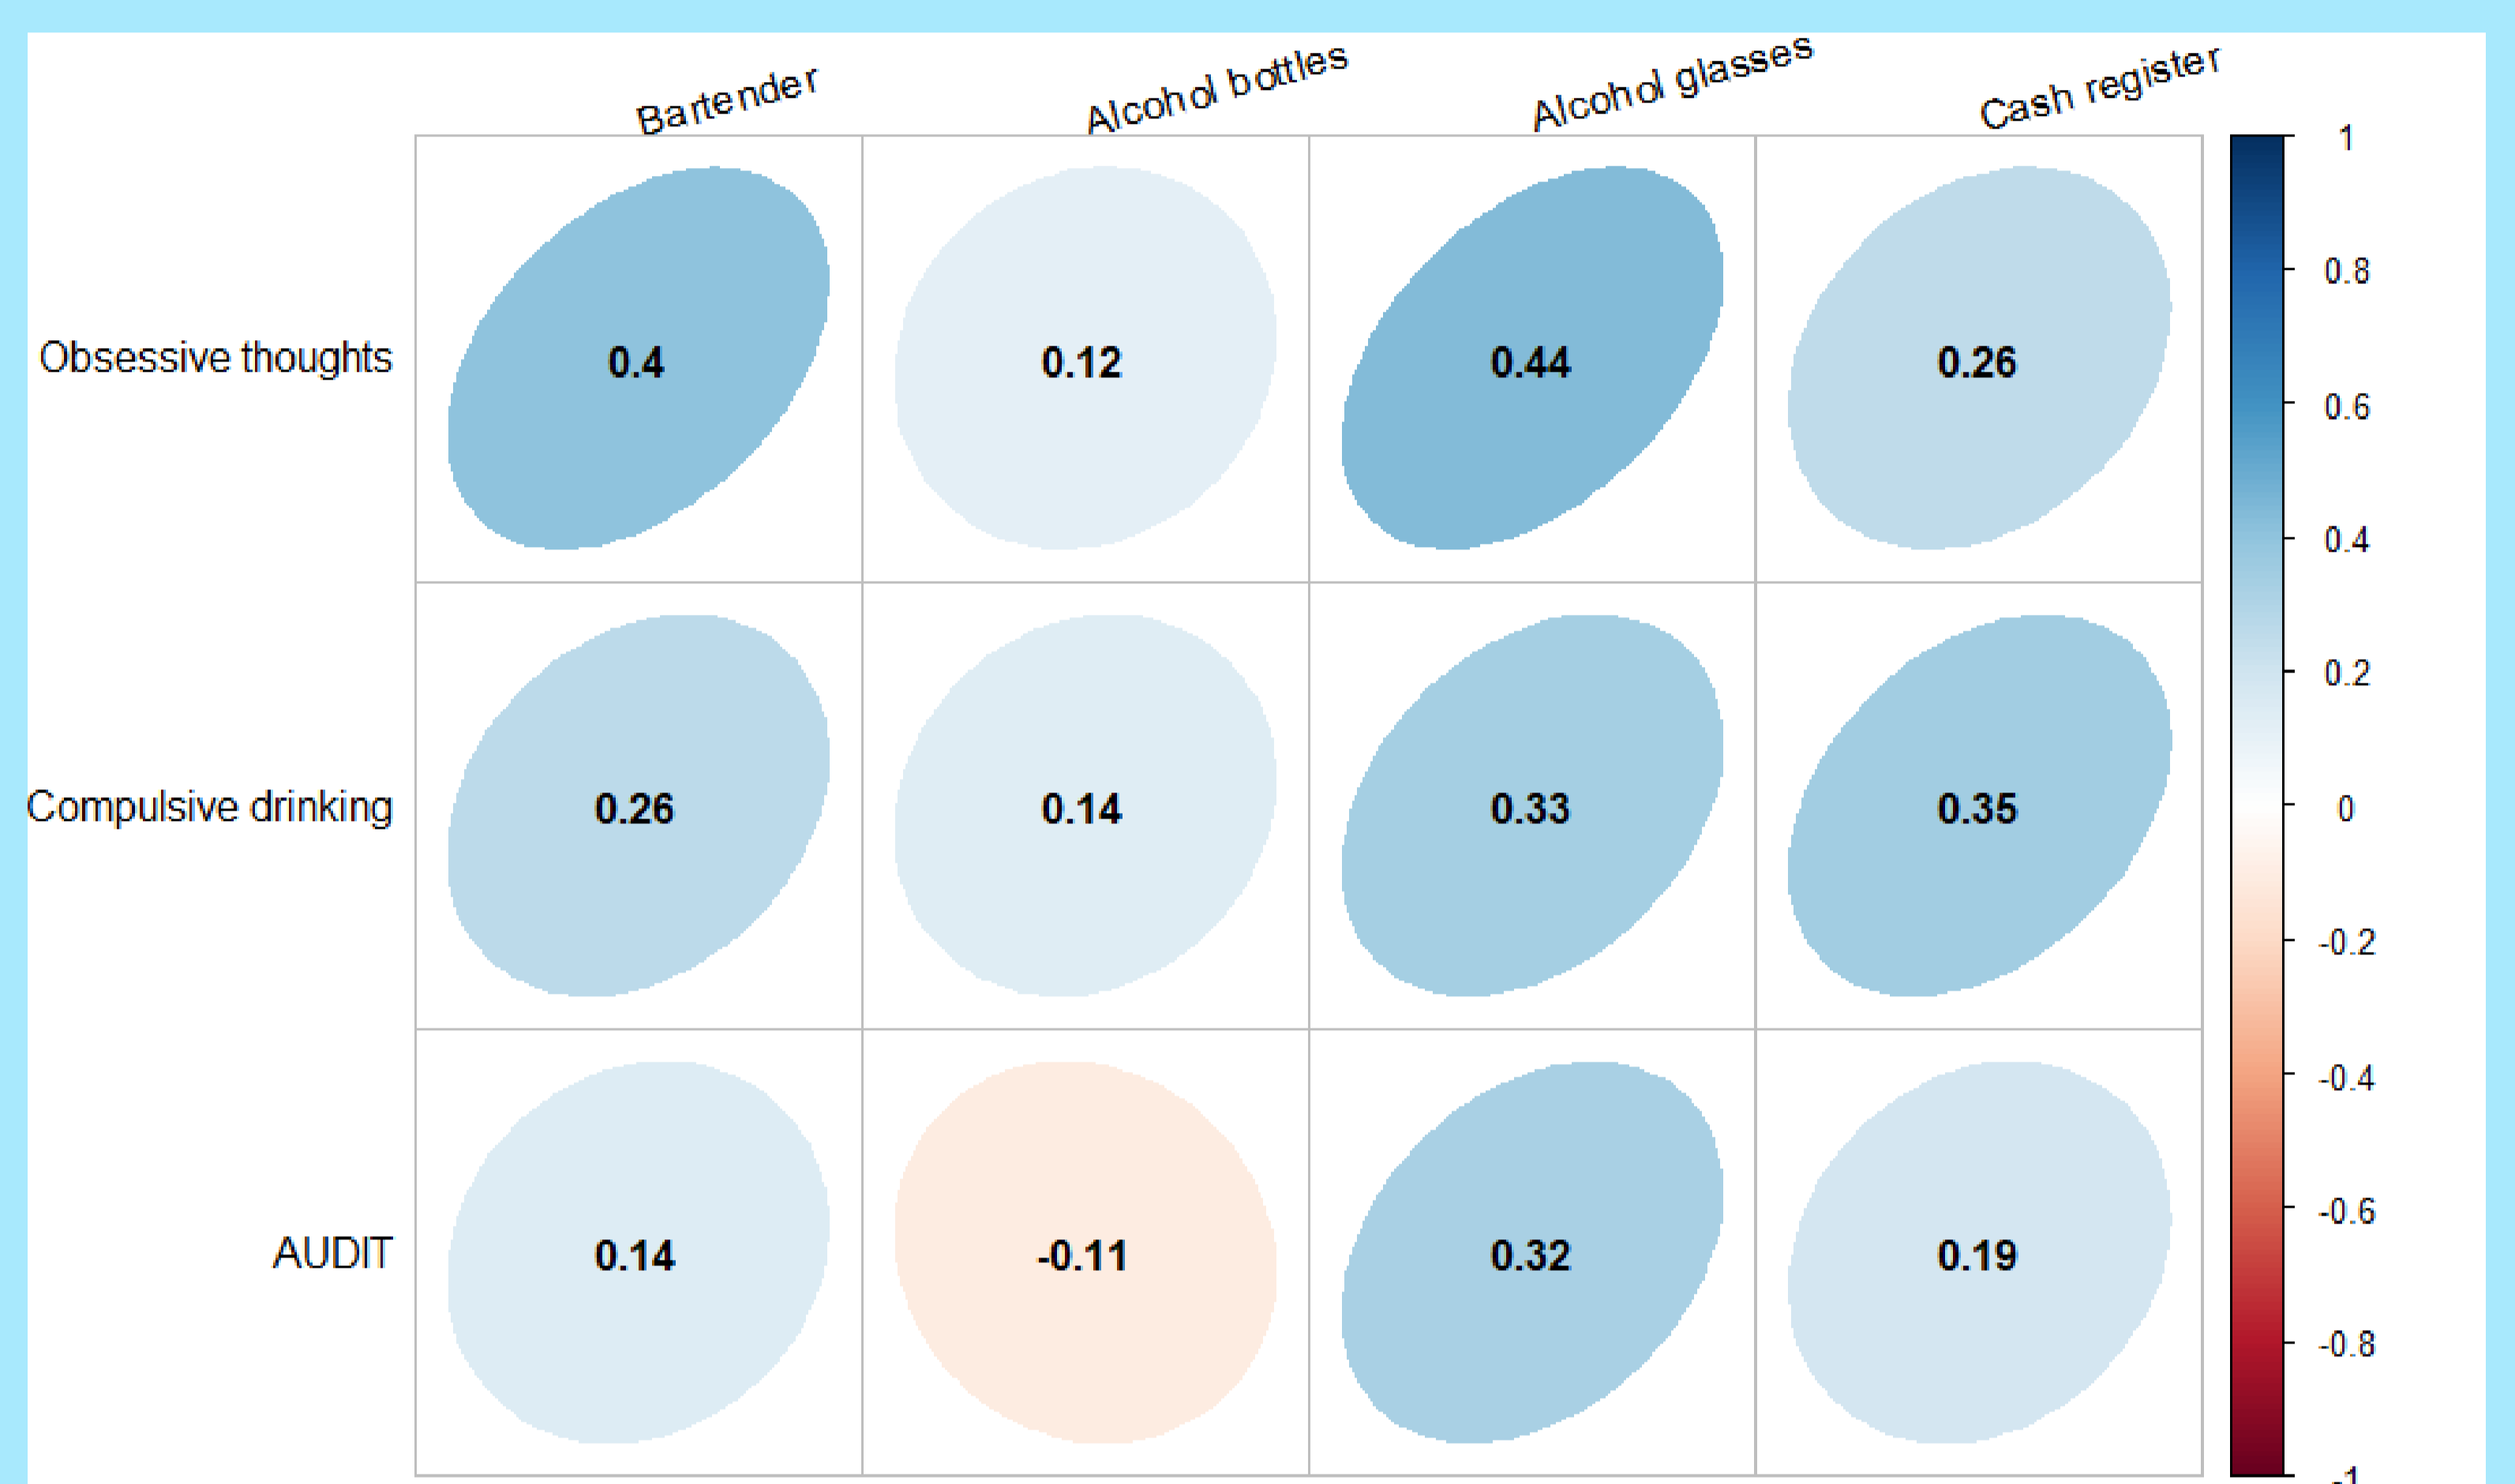 Bartender Alcohol bottles Alcohol glasses Cash register
1
0.8
Obsessive thoughts 0.4 0.12 0.44 0.26
0.6
0.4
0.2
Compulsive drinking 0.26 0.14 0.33 0.35
0
-0.2
-0.4
-0.6
AUDIT 0.14 -0.11 0.32 0.19
-0.8
-1